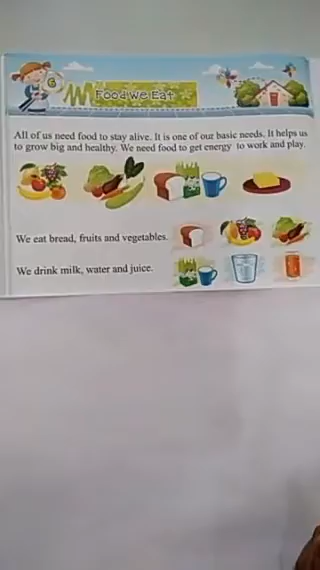 6
Food We Eat
All of us need food to stay alive. It is one of our basic needs. It helps us
to grow big and healthy. We need food to get energy to work and play.
We eat bread, fruits and vegetables.
We drink milk, water and juice.